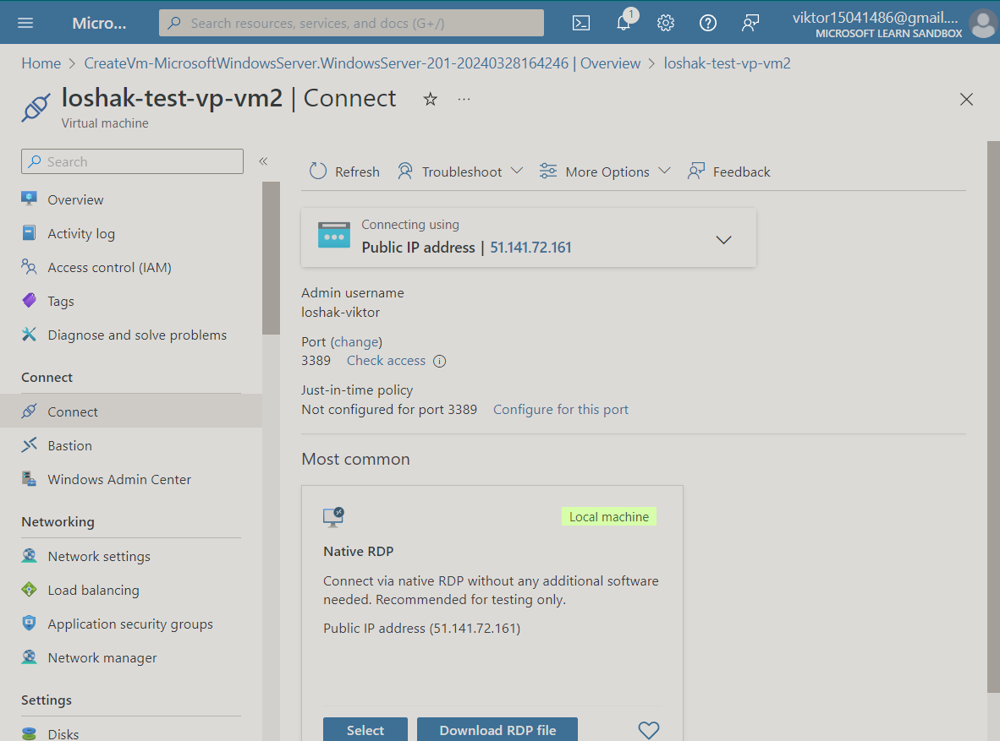 Micro...
Search resources, services, and docs (G+/)
1
viktor15041486@gmail....
MICROSOFT LEARN SANDBOX
Home > CreateVm-MicrosoftWindowsServer.WindowsServer-201-20240328164246 | Overview > loshak-test-vp-vm2
loshak-test-vp-vm2 | Connect ...
Virtual machine
Search
«
Overview
Activity log
Access control (IAM)
Tags
Diagnose and solve problems
Connect
Connect
Bastion
Windows Admin Center
Networking
Network settings
Load balancing
Application security groups
Network manager
Settings
Disks
Refresh Troubleshoot More Options Feedback
Connecting using
Public IP address | 51.141.72.161
Admin username
loshak-viktor
Port (change)
3389 Check access
Just-in-time policy
Not configured for port 3389 Configure for this port
Most common
Local machine
Native RDP
Connect via native RDP without any additional software
needed. Recommended for testing only.
Public IP address (51.141.72.161)
Select Download RDP file